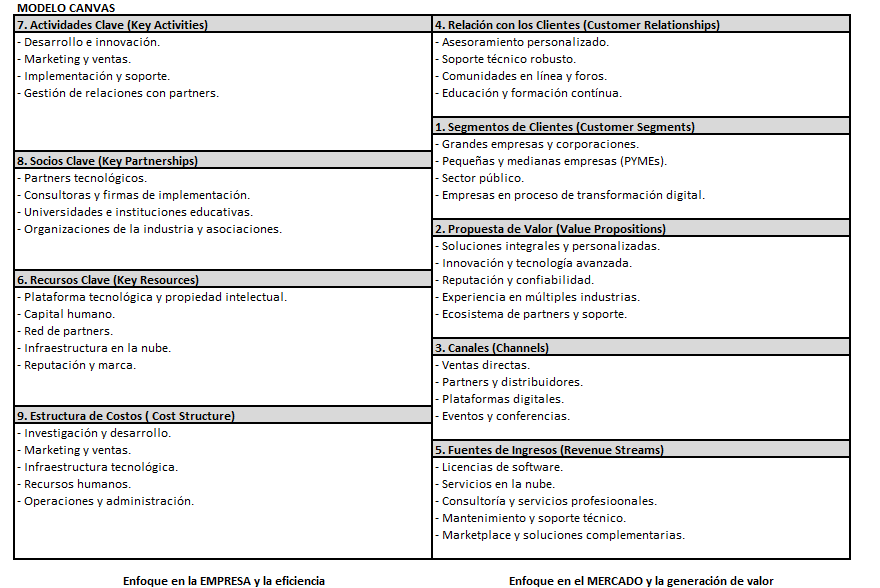 MODELO CANVAS
7. Actividades Clave (Key Activities)
- Desarrollo e innovación.
- Marketing y ventas.
- Implementación y soporte.
- Gestión de relaciones con partners.
8. Socios Clave (Key Partnerships)
- Partners tecnológicos.
- Consultoras y firmas de implementación.
- Universidades e instituciones educativas.
- Organizaciones de la industria y asociaciones.
6. Recursos Clave (Key Resources)
- Plataforma tecnológica y propiedad intelectual.
- Capital humano.
- Red de partners.
- Infraestructura en la nube.
- Reputación y marca.
9. Estructura de Costos ( Cost Structure)
- Investigación y desarrollo.
- Marketing y ventas.
- Infraestructura tecnológica.
- Recursos humanos.
- Operaciones y administración.
Enfoque en la EMPRESA y la eficiencia
4. Relación con los Clientes (Customer Relationships)
- Asesoramiento personalizado.
- Soporte técnico robusto.
- Comunidades en línea y foros.
- Educación y formación contínua.
1. Segmentos de Clientes (Customer Segments)
- Grandes empresas y corporaciones.
- Pequeñas y medianas empresas (PYMEs).
- Sector público.
- Empresas en proceso de transformación digital.
2. Propuesta de Valor (Value Propositions)
- Soluciones integrales y personalizadas.
- Innovación y tecnología avanzada.
- Reputación y confiabilidad.
- Experiencia en múltiples industrias.
- Ecosistema de partners y soporte.
3. Canales (Channels)
- Ventas directas.
- Partners y distribuidores.
- Plataformas digitales.
- Eventos y conferencias.
5. Fuentes de Ingresos (Revenue Streams)
- Licencias de software.
- Servicios en la nube.
- Consultoría y servicios profesioonales.
- Mantenimiento y soporte técnico.
- Marketplace y soluciones complementarias.
Enfoque en el MERCADO y la generación de valor